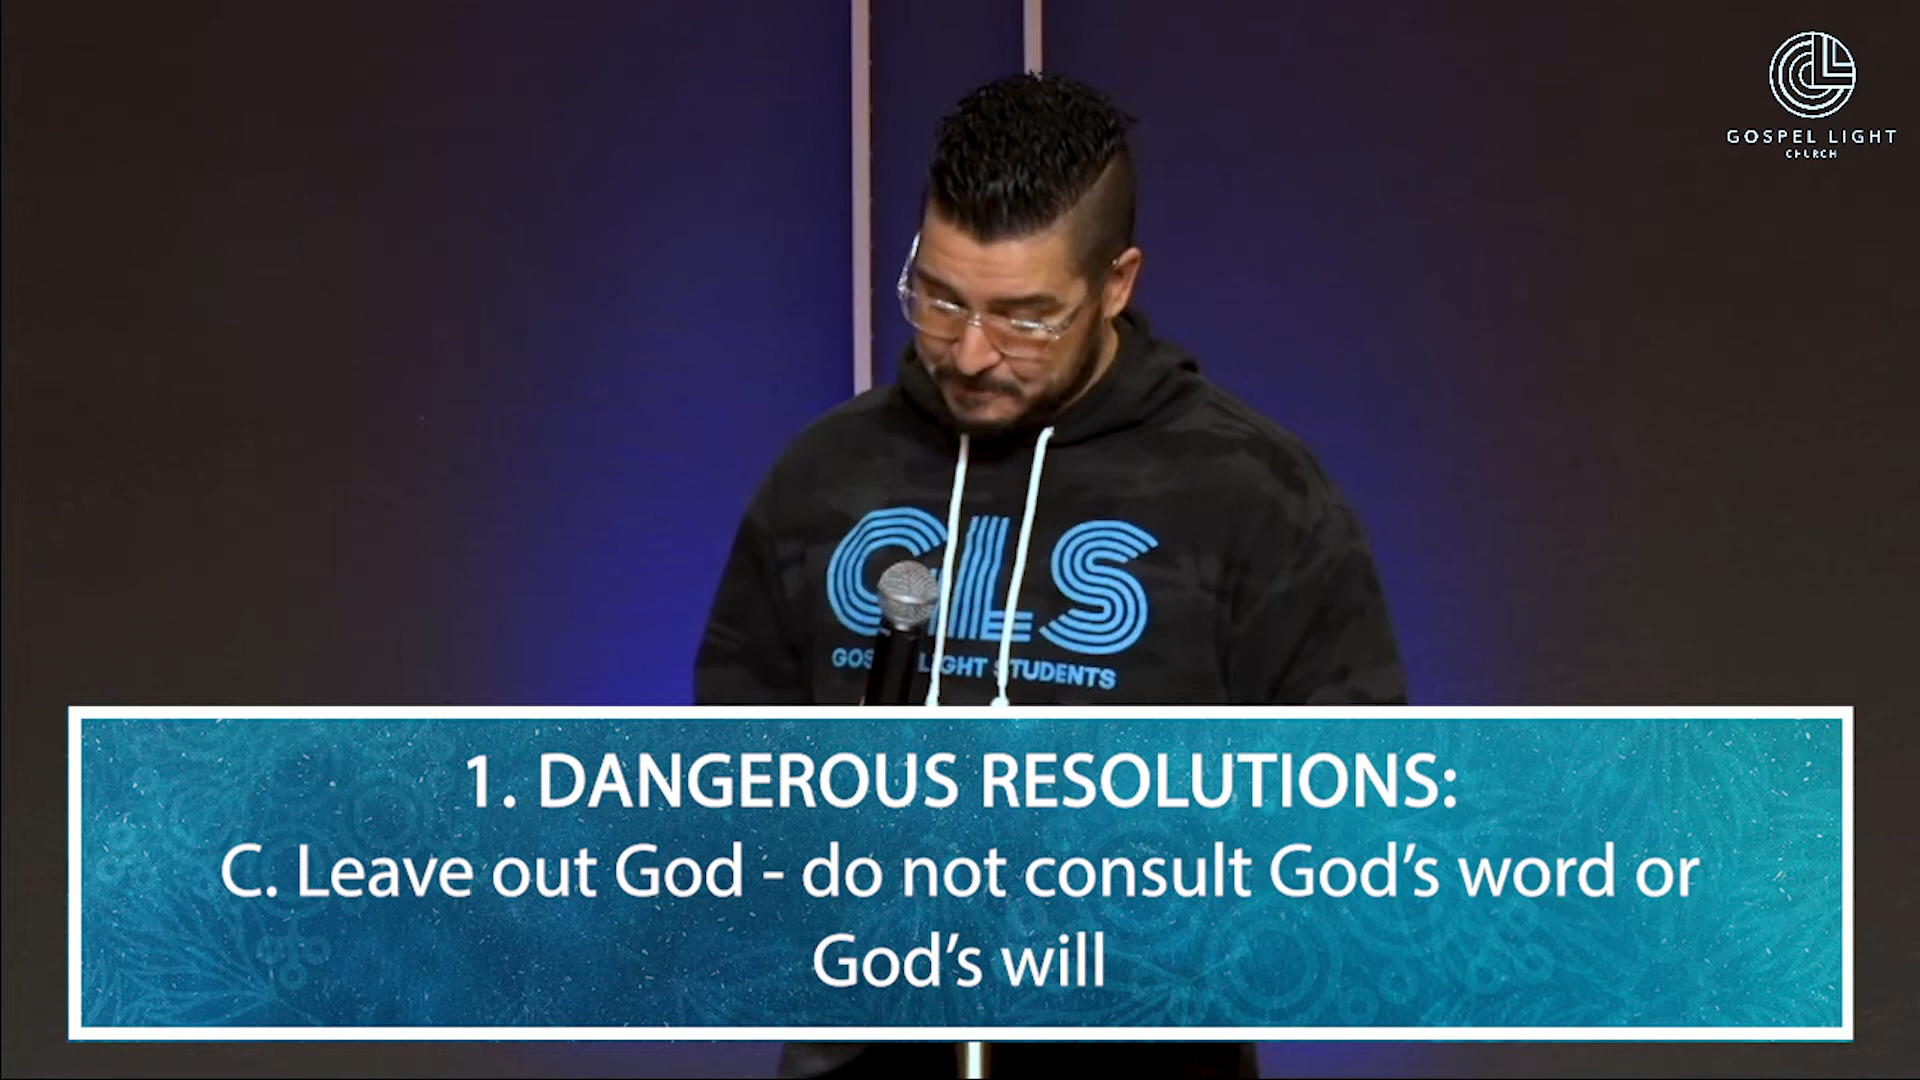 GOSPEL LIGHT
CHURCH
GLS
GOS LIGHT STUDENTS
1. DANGEROUS RESOLUTIONS:
C. Leave out God - do not consult God’s word or
God’s will